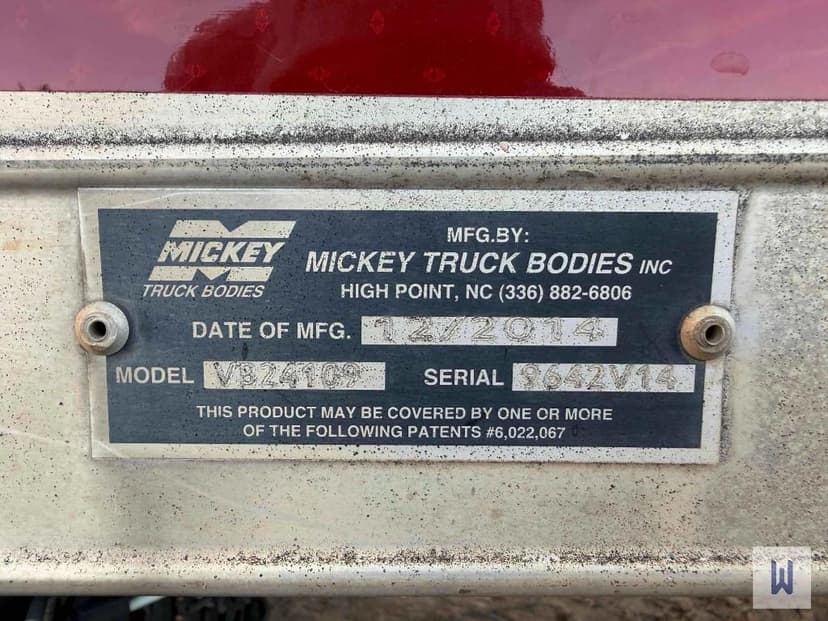 MICKEY
TRUCK BODIES
MFG.BY:
MICKEY TRUCK BODIES INC
HIGH POINT, NC (336) 882-6806
DATE OF MFG. 12/2014
MODEL VB24109 SERIAL 9642V14
THIS PRODUCT MAY BE COVERED BY ONE OR MORE
OF THE FOLLOWING PATENTS #6,022,067
W